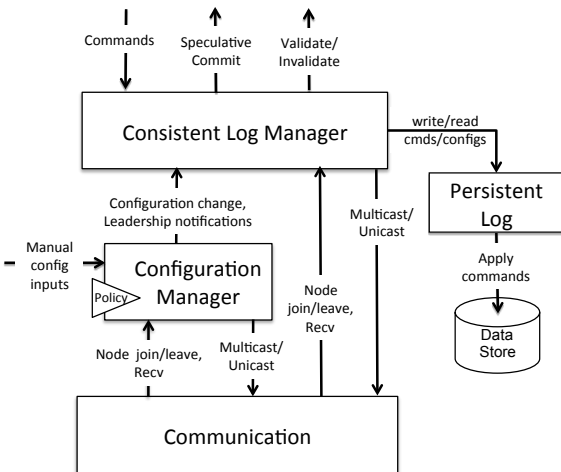 Commands
Speculative
Commit
Validate/
Invalidate
Consistent Log Manager
write/read
cmds/configs
Configuration change,
Leadership notifications
Multicast/
Unicast
Persistent
Log
Manual
config
inputs
Configuration
Manager
Policy
Node
join/leave,
Recv
Apply
commands
Data
Store
Node join/leave,
Recv
Multicast/
Unicast
Communication